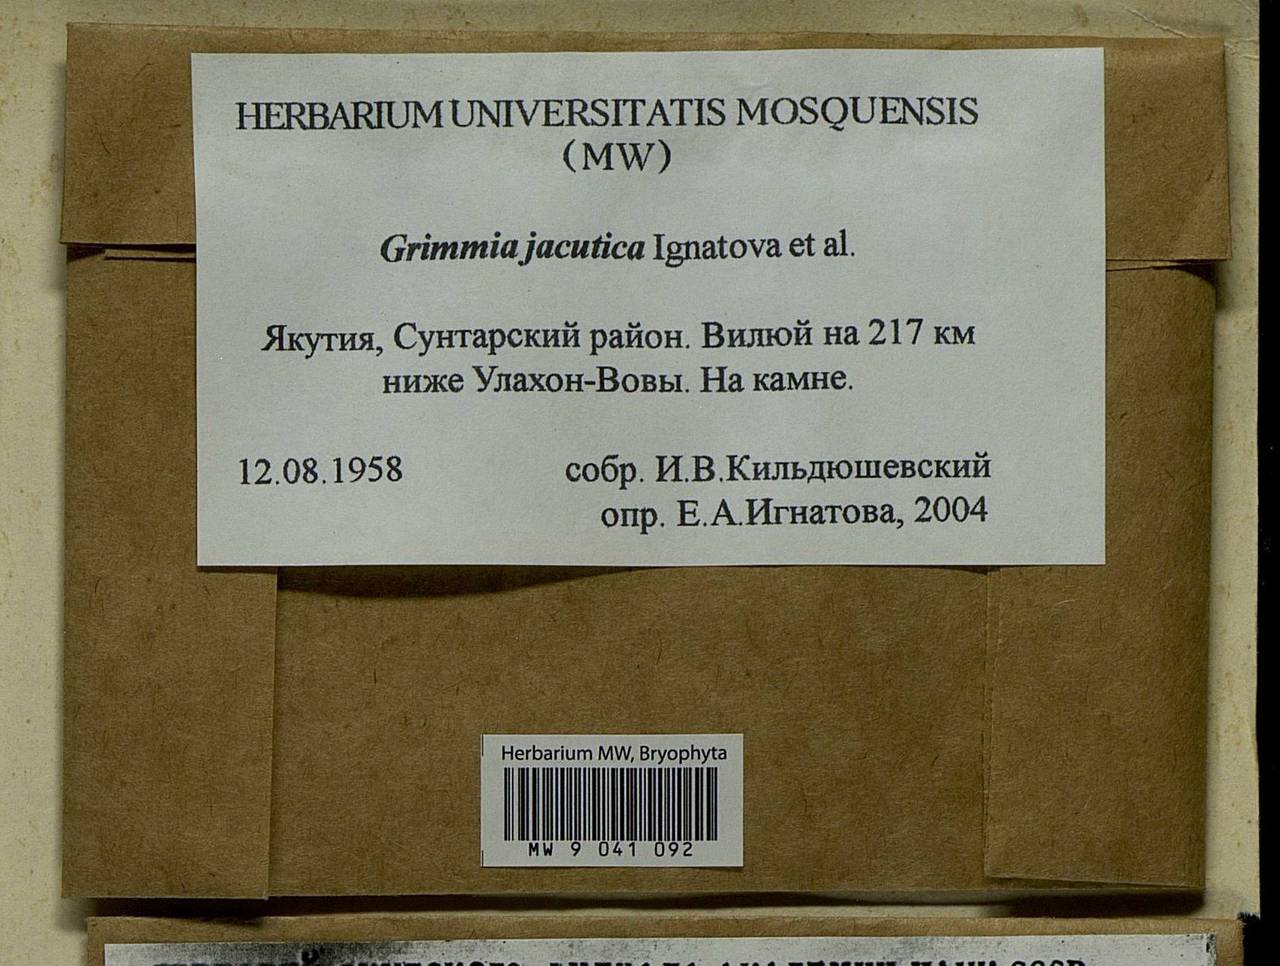 HERBARIUM UNIVERSITATIS MOSQUENSIS
(MW)
Grimmia jacutica Ignatova et al.
Якутия, Сунтарский район. Вилюй на 217 км
ниже Улахон-Вовы. На камне.
12.08.1958 собр. И.В.Кильдюшевский
опр. Е.А.Игнатова, 2004
Herbarium MW, Bryophyta
MW 9 041 092